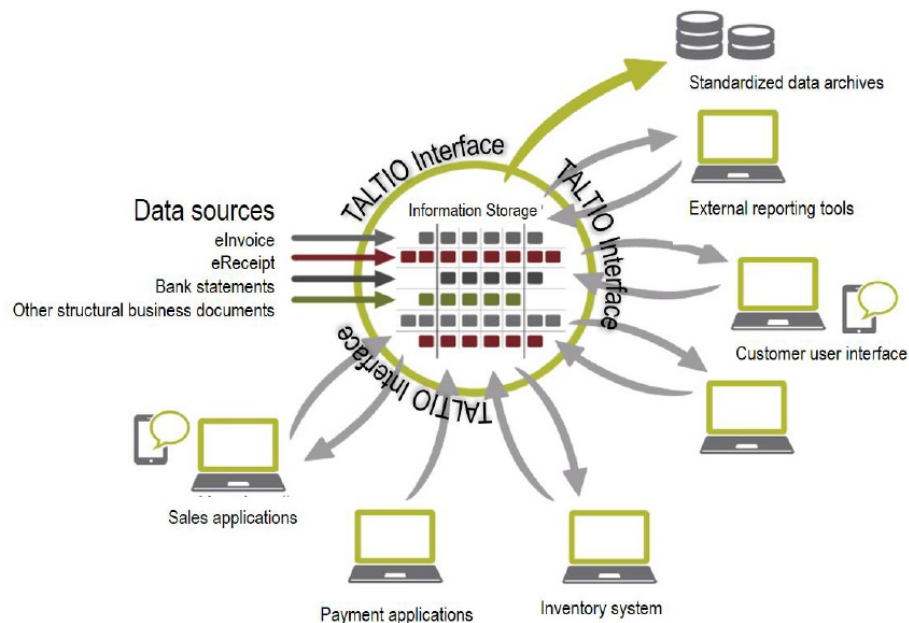 Standardized data archives
TALTIO Interface
TALTIO Interface
External reporting tools
Information Storage
Data sources
eInvoice
eReceipt
Bank statements
Other structural business documents
TALTIO Interface
Customer user interface
Sales applications
Payment applications
Inventory system